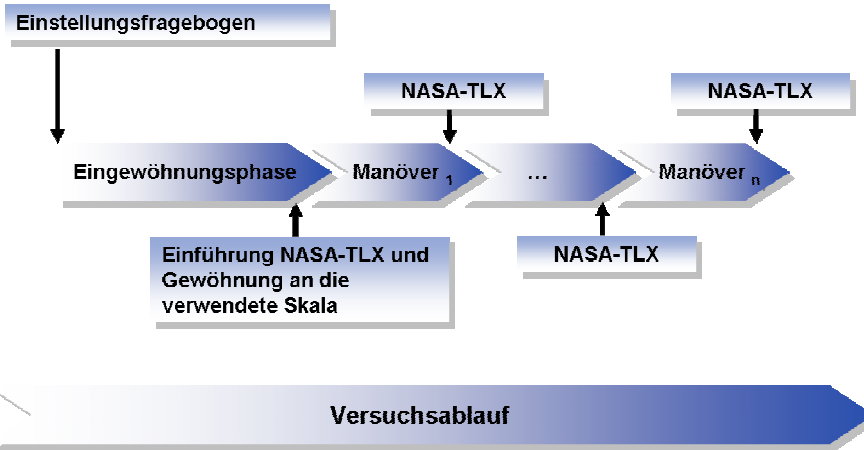 Einstellungsfragebogen
NASA-TLX
NASA-TLX
Eingewöhnungsphase
Manöver 1
...
Manöver n
Einführung NASA-TLX und
Gewöhnung an die
verwendete Skala
NASA-TLX
Versuchsablauf